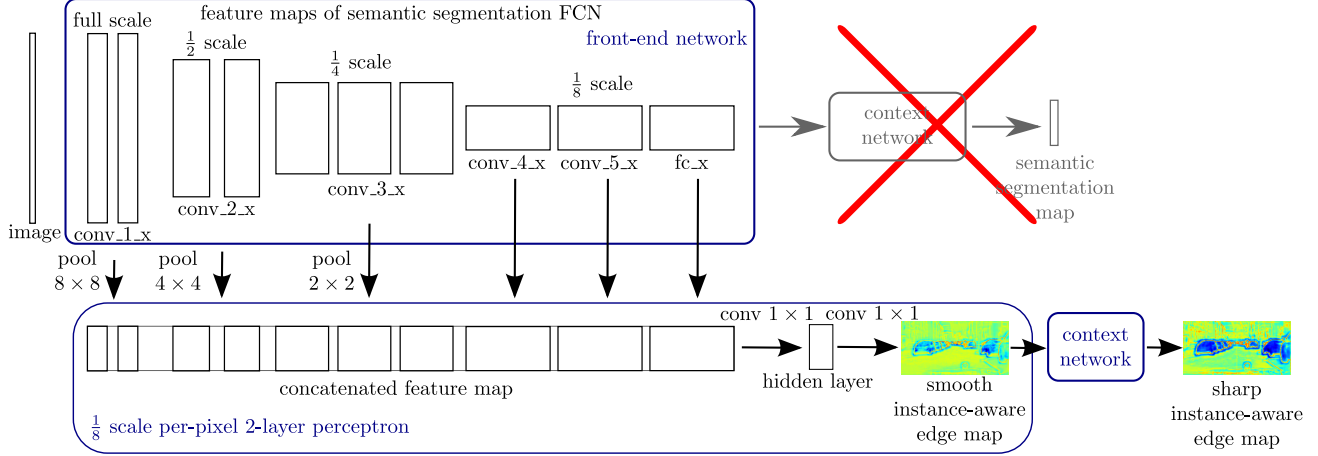 feature maps of semantic segmentation FCN
full scale
1/2 scale
1/4 scale
1/8 scale
front-end network
image
conv_1_x
conv_2_x
conv_3_x
conv_4_x
conv_5_x
fc_x
context
network
semantic
segmentation
map
pool
8 × 8
pool
4 × 4
pool
2 × 2
concatenated feature map
conv 1 × 1
conv 1 × 1
hidden layer
smooth
instance-aware
edge map
1/8 scale per-pixel 2-layer perceptron
context
network
sharp
instance-aware
edge map